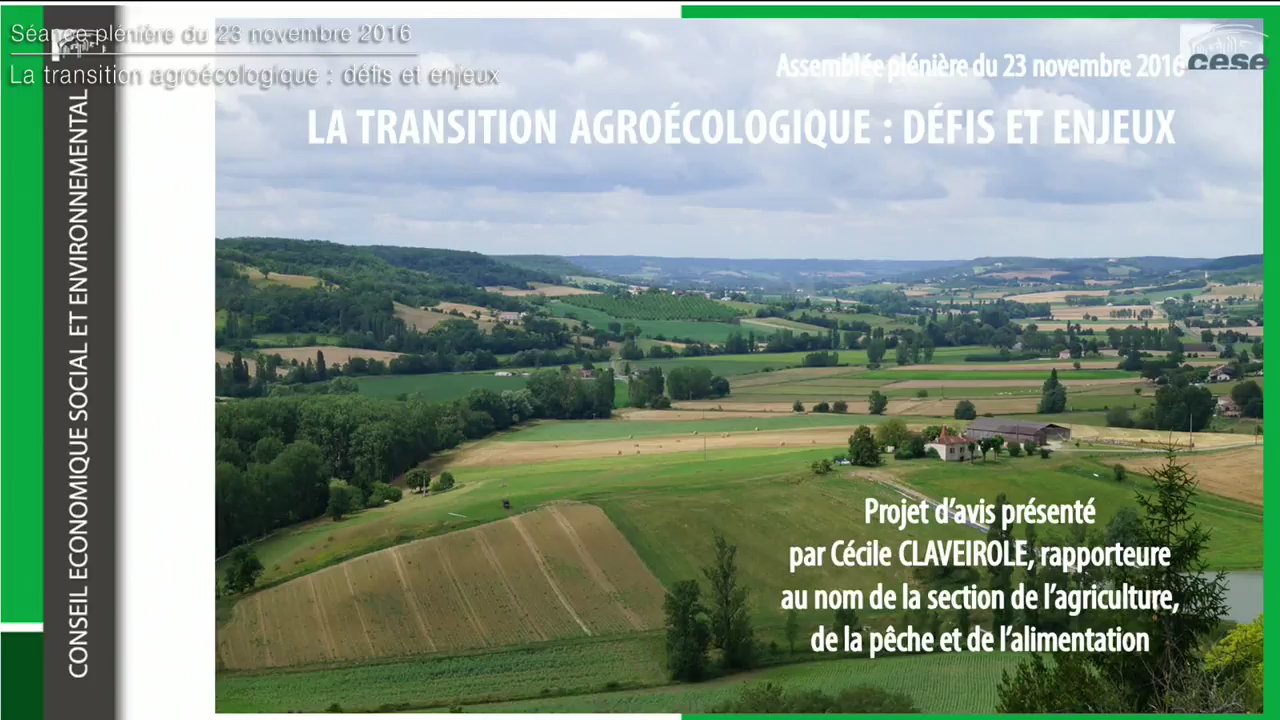 Séance plénière du 23 novembre 2016
La transition agroécologique : défis et enjeux
CONSEIL ECONOMIQUE SOCIAL ET ENVIRONNEMENTAL
cese
Assemblée plénière du 23 novembre 2016
LA TRANSITION AGROÉCOLOGIQUE : DÉFIS ET ENJEUX
Projet d’avis présenté
par Cécile CLAVEIROLE, rapporteure
au nom de la section de l’agriculture,
de la pêche et de l’alimentation